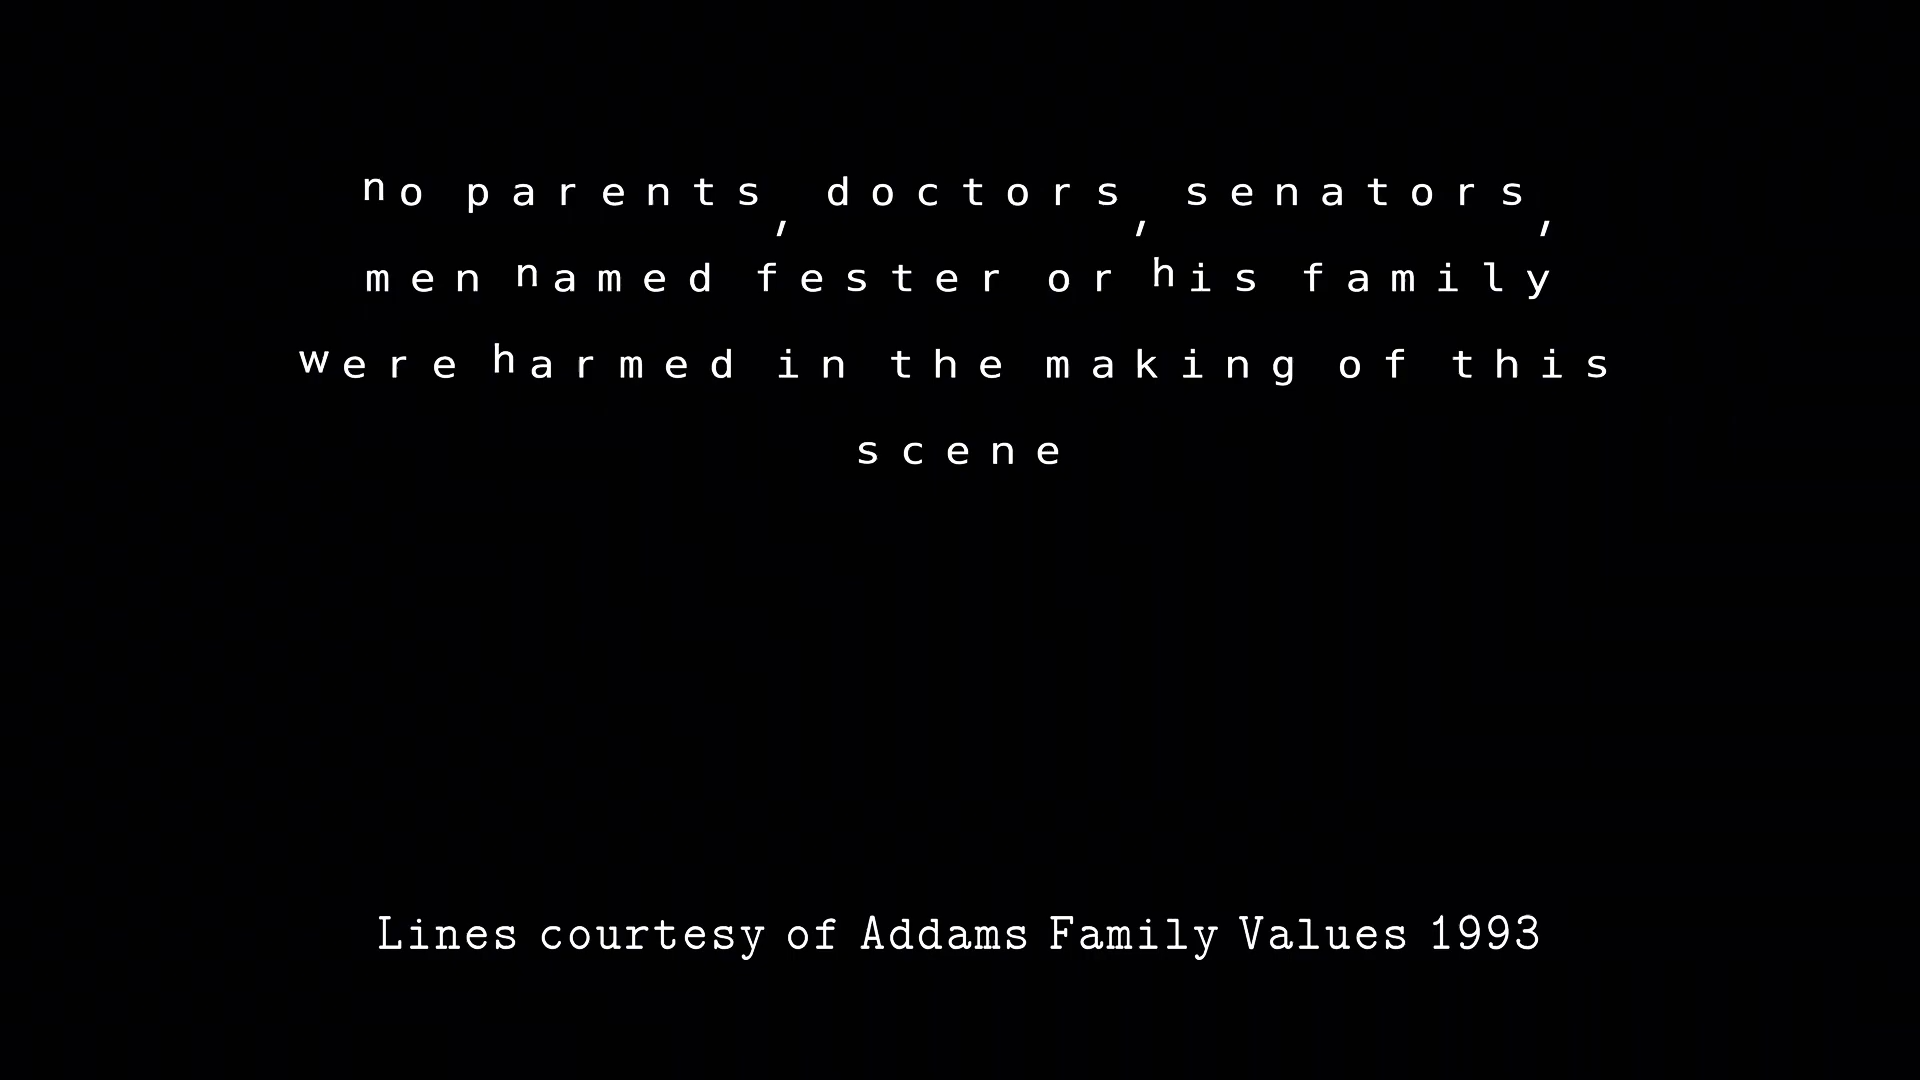 no parents, doctors, senators,
men named fester or his family
were harmed in the making of this
scene
Lines courtesy of Addams Family Values 1993